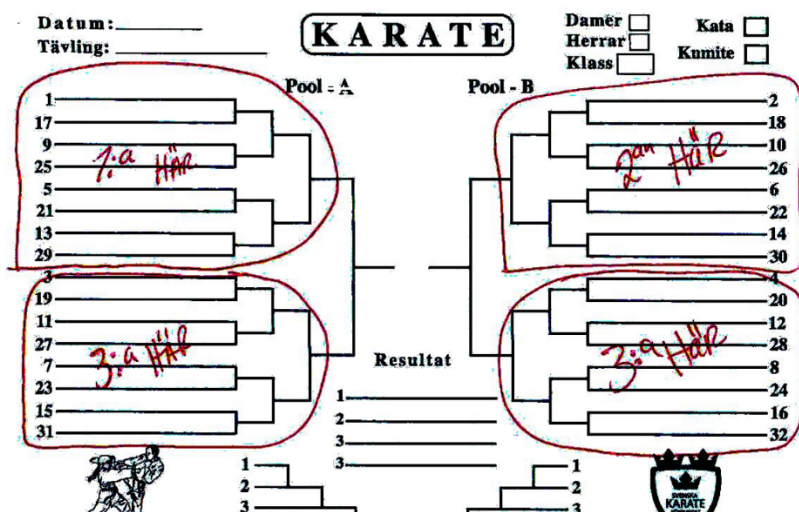 Datum:
Tävling:
KARATE
Damer
Herrar
Klass
Kata
Kumite
Pool - A
Pool - B
1
17
9
25
5
21
13
29
1:a HÄR
2
18
10
26
6
22
14
30
2an HÄR
3
19
11
27
7
23
15
31
3:a HÄR
4
20
12
28
8
24
16
32
3:a HÄR
Resultat
1
2
3
3
1
2
3
1
2
3
SVENSKA
KARATE